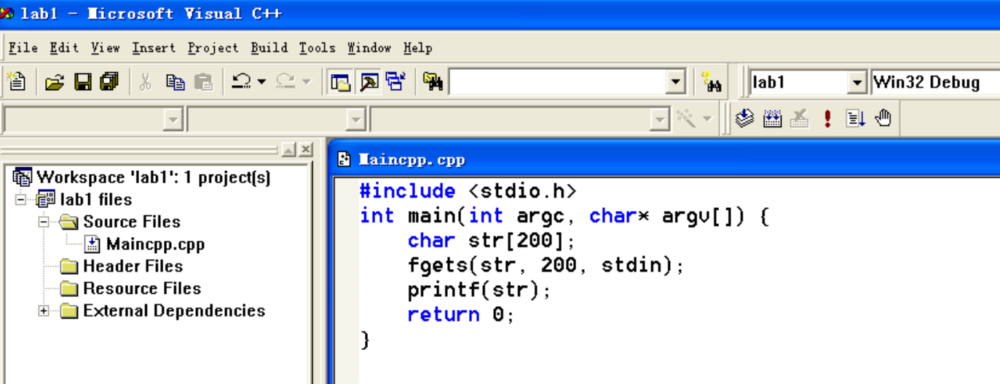 lab1 - Microsoft Visual C++
File Edit View Insert Project Build Tools Window Help
lab1 Win32 Debug
Workspace 'lab1': 1 project(s)
lab1 files
Source Files
Maincpp.cpp
Header Files
Resource Files
External Dependencies
Maincpp.cpp
#include <stdio.h>
int main(int argc, char* argv[]) {
char str[200];
fgets(str, 200, stdin);
printf(str);
return 0;
}